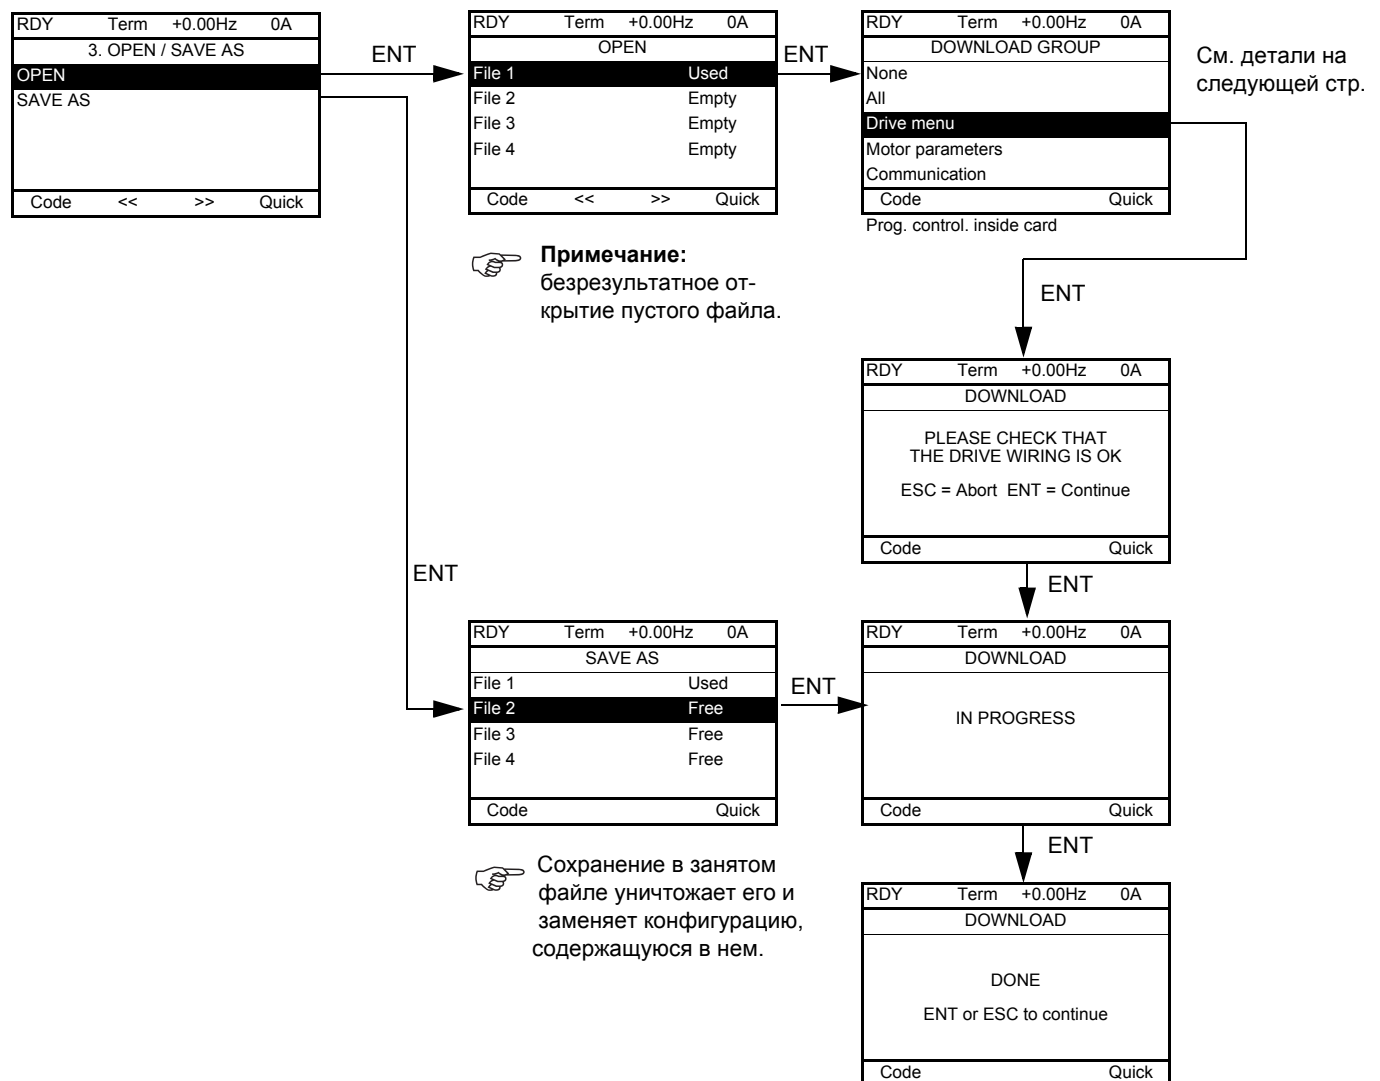 RDY Term +0.00Hz 0A
3. OPEN / SAVE AS
OPEN
SAVE AS
Code << >> Quick
ENT
RDY Term +0.00Hz 0A
OPEN
File 1 Used
File 2 Empty
File 3 Empty
File 4 Empty
Code << >> Quick
ENT
RDY Term +0.00Hz 0A
DOWNLOAD GROUP
None
All
Drive menu
Motor parameters
Communication
Code Quick
Prog. control. inside card
См. детали на
следующей стр.
Примечание:
безрезультатное от-
крытие пустого файла.
ENT
RDY Term +0.00Hz 0A
DOWNLOAD
PLEASE CHECK THAT
THE DRIVE WIRING IS OK
ESC = Abort ENT = Continue
Code Quick
ENT
ENT
RDY Term +0.00Hz 0A
SAVE AS
File 1 Used
File 2 Free
File 3 Free
File 4 Free
Code Quick
ENT
RDY Term +0.00Hz 0A
DOWNLOAD
IN PROGRESS
Code Quick
ENT
Сохранение в занятом
файле уничтожает его и
заменяет конфигурацию,
содержащуюся в нем.
RDY Term +0.00Hz 0A
DOWNLOAD
DONE
ENT or ESC to continue
Code Quick